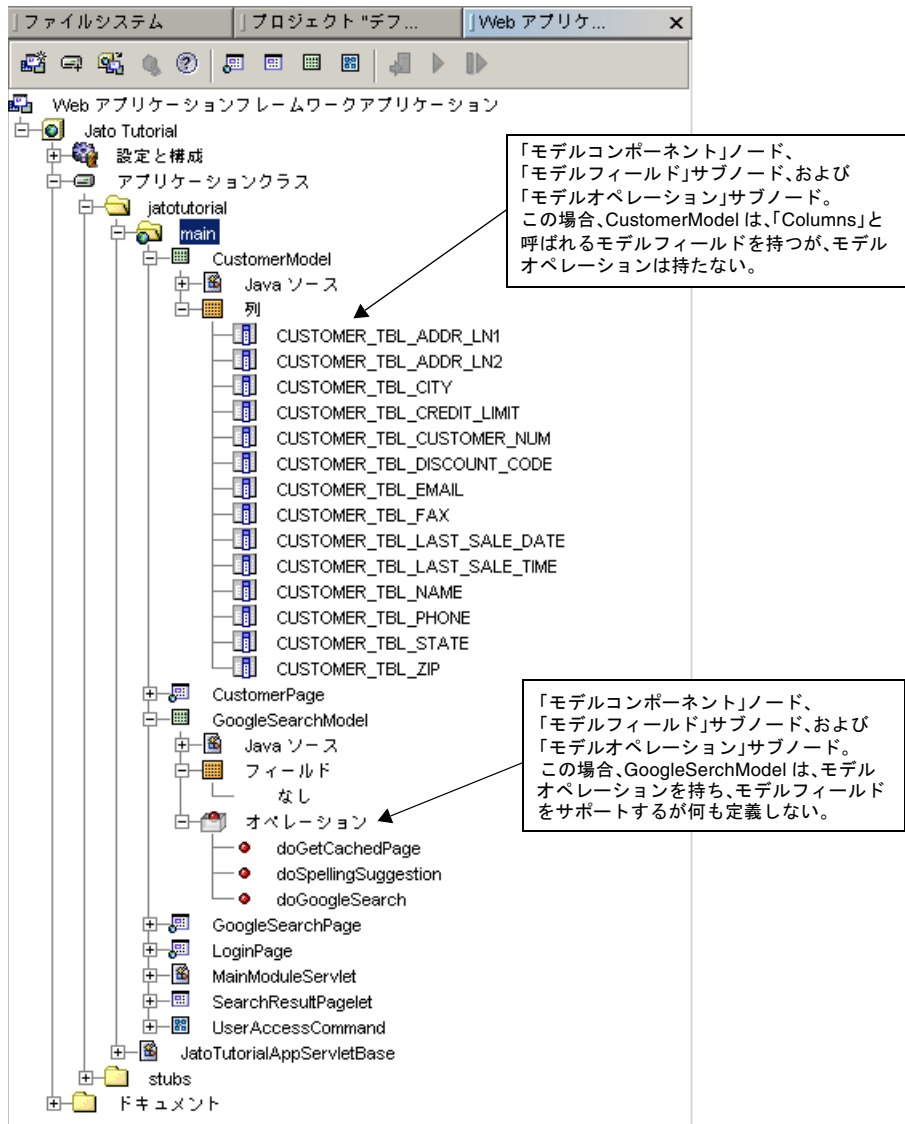 ファイルシステム
プロジェクト "デフ...
Web アプリケ...
Web アプリケーションフレームワークアプリケーション
Jato Tutorial
設定と構成
アプリケーションクラス
jatotutorial
main
CustomerModel
Java ソース
列
CUSTOMER_TBL_ADDR_LN1
CUSTOMER_TBL_ADDR_LN2
CUSTOMER_TBL_CITY
CUSTOMER_TBL_CREDIT_LIMIT
CUSTOMER_TBL_CUSTOMER_NUM
CUSTOMER_TBL_DISCOUNT_CODE
CUSTOMER_TBL_EMAIL
CUSTOMER_TBL_FAX
CUSTOMER_TBL_LAST_SALE_DATE
CUSTOMER_TBL_LAST_SALE_TIME
CUSTOMER_TBL_NAME
CUSTOMER_TBL_PHONE
CUSTOMER_TBL_STATE
CUSTOMER_TBL_ZIP
CustomerPage
GoogleSearchModel
Java ソース
フィールド
なし
オペレーション
doGetCachedPage
doSpellingSuggestion
doGoogleSearch
GoogleSearchPage
LoginPage
MainModuleServlet
SearchResultPagelet
UserAccessCommand
JatoTutorialAppServletBase
stubs
ドキュメント
「モデルコンポーネント」ノード、
「モデルフィールド」サブノード、および
「モデルオペレーション」サブノード。
この場合、CustomerModel は、「Columns」と
呼ばれるモデルフィールドを持つが、モデル
オペレーションは持たない。
「モデルコンポーネント」ノード、
「モデルフィールド」サブノード、および
「モデルオペレーション」サブノード。
この場合、GoogleSerchModel は、モデル
オペレーションを持ち、モデルフィールド
をサポートするが何も定義しない。